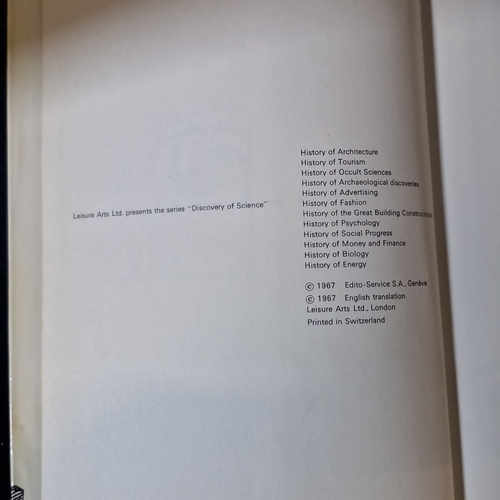 Leisure Arts Ltd. presents the series "Discovery of Science"
History of Architecture
History of Tourism
History of Occult Sciences
History of Archaeological discoveries
History of Advertising
History of Fashion
History of the Great Building Constructions
History of Psychology
History of Social Progress
History of Money and Finance
History of Biology
History of Energy
© 1967 Edito-Service S.A., Genève
© 1967 English translation
Leisure Arts Ltd., London
Printed in Switzerland